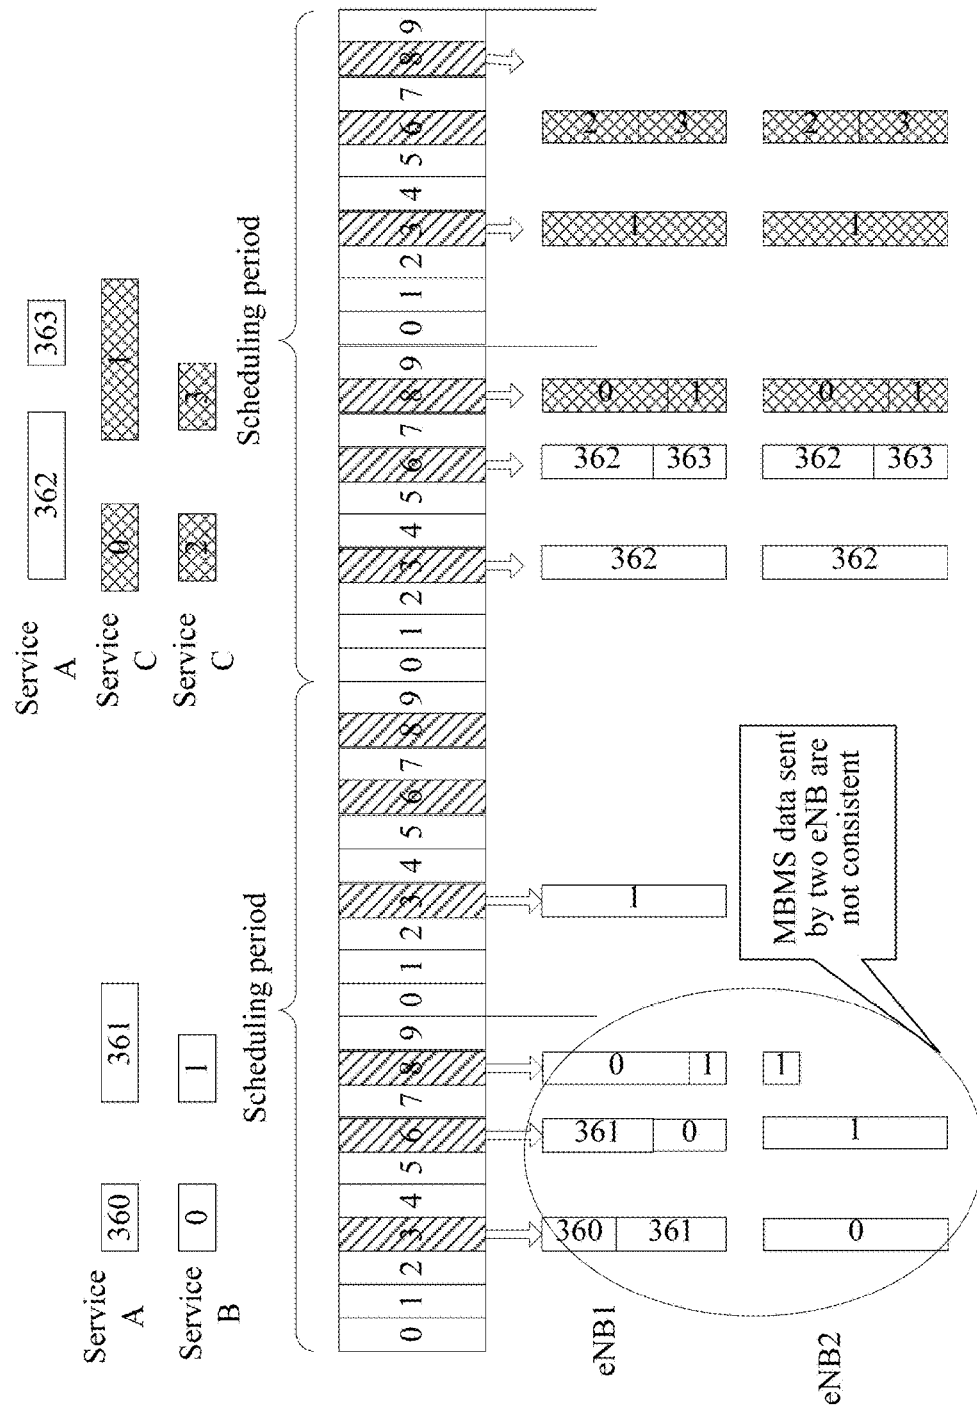 Service A 362 363
Service A 360 361
Service C 0 1
Service B 0 1
Service C 2 3
Scheduling period
Scheduling period
0 1 2 3 4 5 6 7 8 9 0 1 2 3 4 5 6 7 8 9 0 1 2 3 4 5 6 7 8 9 0 1 2 3 4 5 6 7 8 9
eNB1
360 361
361 0
0 1
1
362
362 363
0 1
1
2 3
eNB2
0
1
1
362
362 363
0 1
1
2 3
MBMS data sent
by two eNB are
not consistent